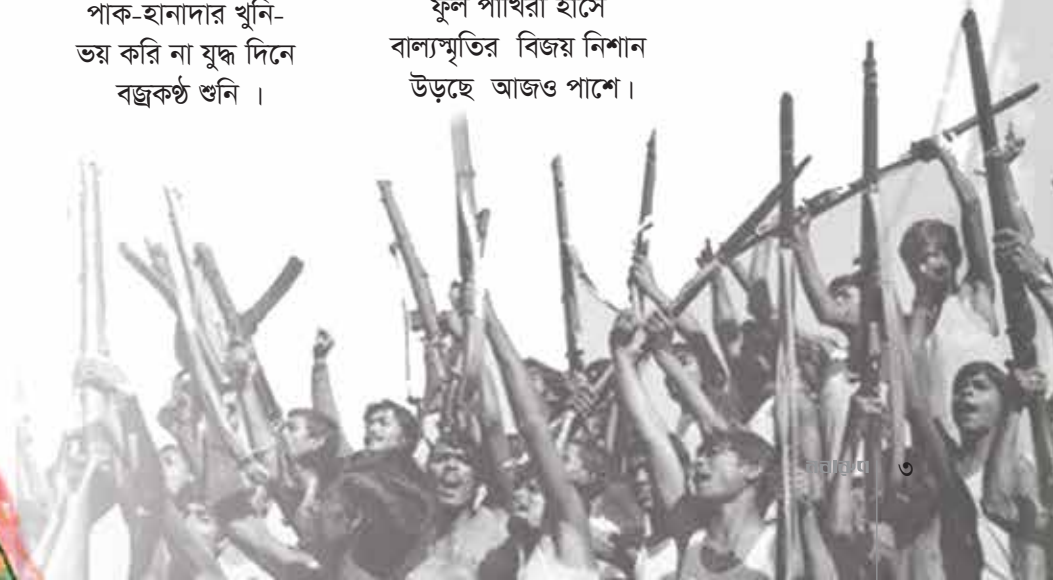 পাক-হানাদার খুনি-
ভয় করি না যুদ্ধ দিনে
বজ্রকণ্ঠ শুনি ।
ফুল পাখিরা হাসে
বাল্যস্মৃতির বিজয় নিশান
উড়ছে আজও পাশে।
৩